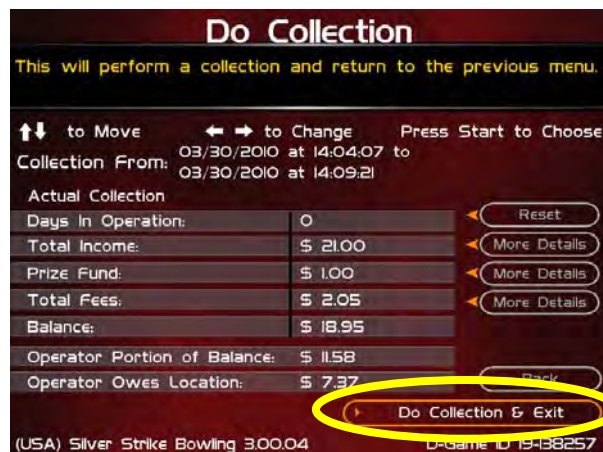 Do Collection
This will perform a collection and return to the previous menu.
to Move to Change Press Start to Choose
Collection From: 03/30/2010 at 14:04:07 to
03/30/2010 at 14:09:21
Actual Collection
Days In Operation: 0 Reset
Total Income: $ 21.00 More Details
Prize Fund: $ 1.00 More Details
Total Fees: $ 2.05 More Details
Balance: $ 18.95
Operator Portion of Balance: $ 11.58
Operator Owes Location: $ 7.37 Back
Do Collection & Exit
(USA) Silver Strike Bowling 3.00.04 D-Game ID 19-138257